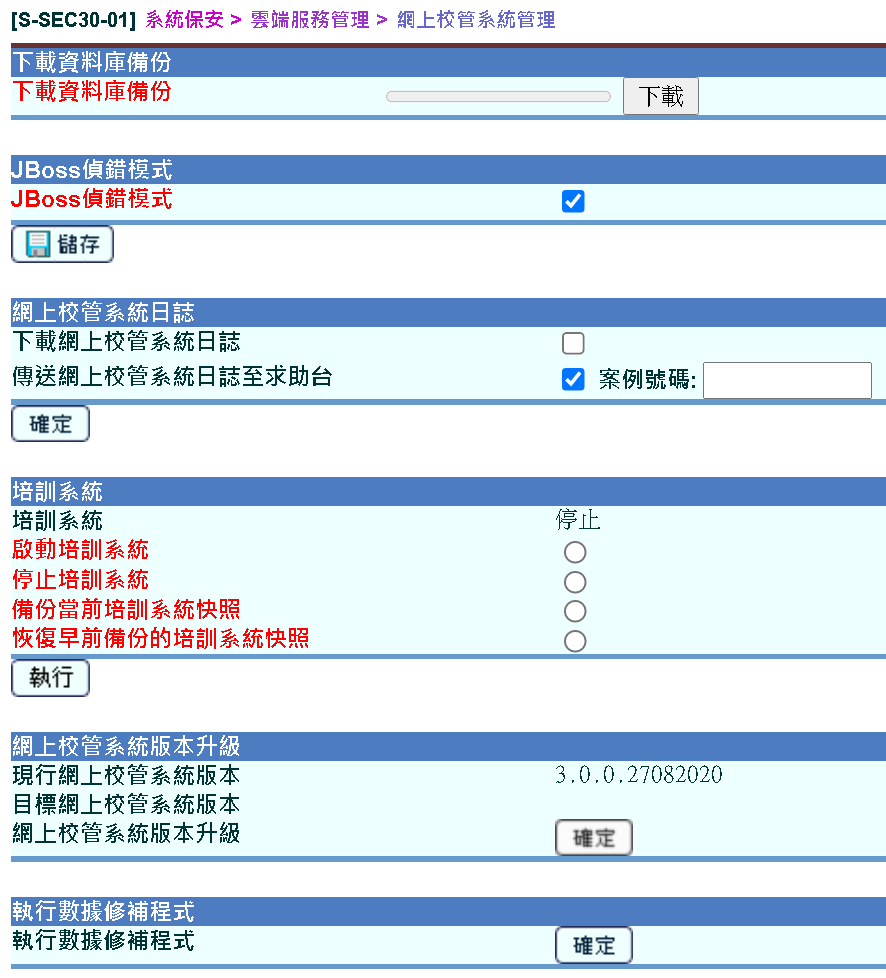 [S-SEC30-01] 系統保安 > 雲端服務管理 > 網上校管系統管理
下載資料庫備份
下載資料庫備份 下載
JBoss偵錯模式
JBoss偵錯模式
儲存
網上校管系統日誌
下載網上校管系統日誌
傳送網上校管系統日誌至求助台 案例號碼:
確定
培訓系統
培訓系統 停止
啟動培訓系統
停止培訓系統
備份當前培訓系統快照
恢復早前備份的培訓系統快照
執行
網上校管系統版本升級
現行網上校管系統版本 3.0.0.27082020
目標網上校管系統版本
網上校管系統版本升級 確定
執行數據修補程式
執行數據修補程式 確定